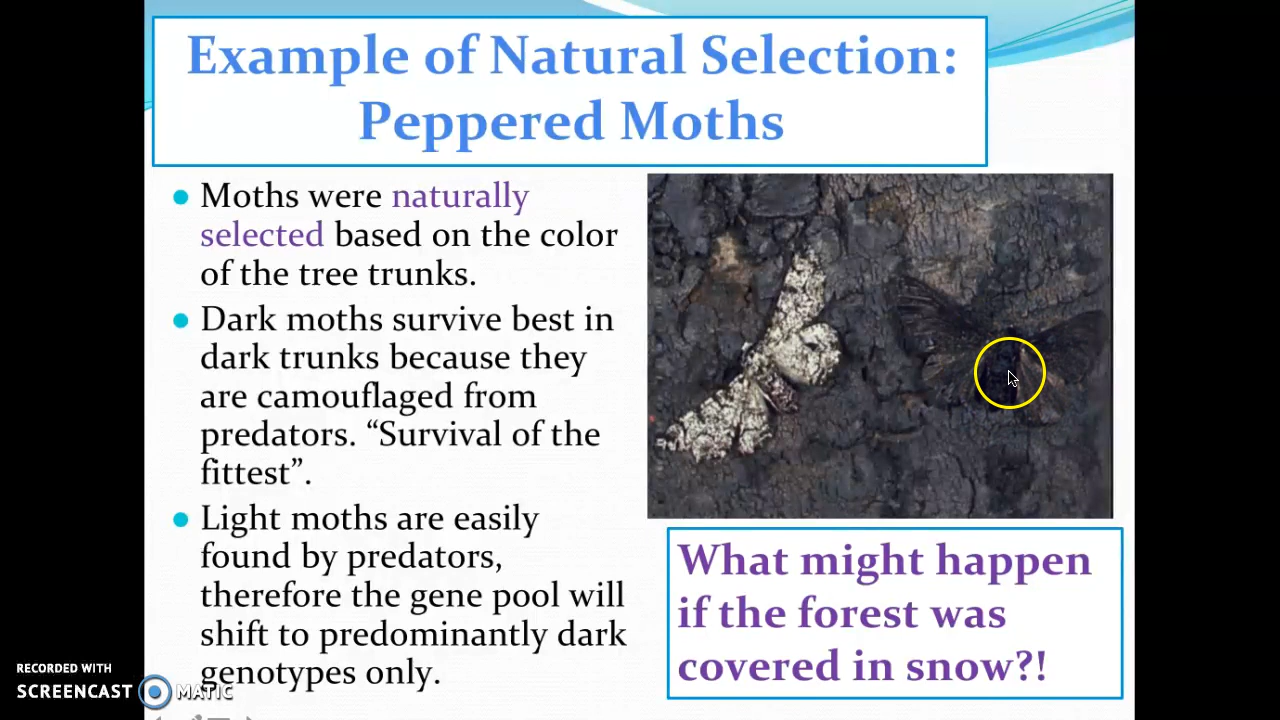 Example of Natural Selection:
Peppered Moths
Moths were naturally
selected based on the color
of the tree trunks.
Dark moths survive best in
dark trunks because they
are camouflaged from
predators. “Survival of the
fittest”.
Light moths are easily
found by predators,
therefore the gene pool will
shift to predominantly dark
genotypes only.
What might happen
if the forest was
covered in snow?!
RECORDED WITH
SCREENCAST MATIC